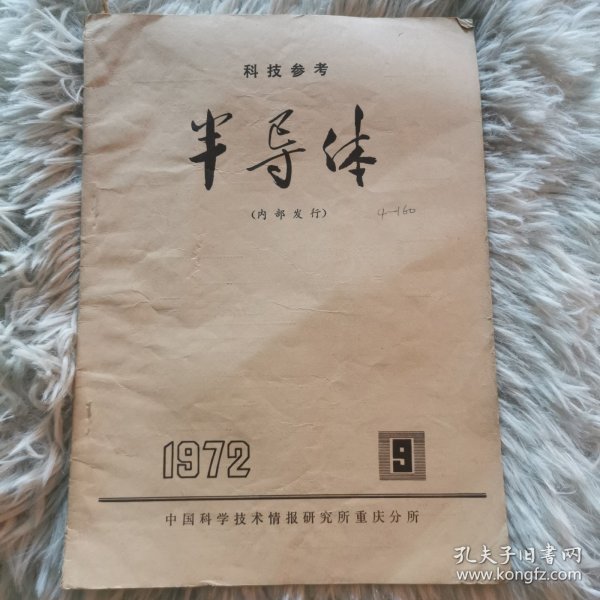 科技参考
半导体
(内部发行)
4-160
1972
9
中国科学技术情报研究所重庆分所
孔夫子旧书网
www.kongfz.com